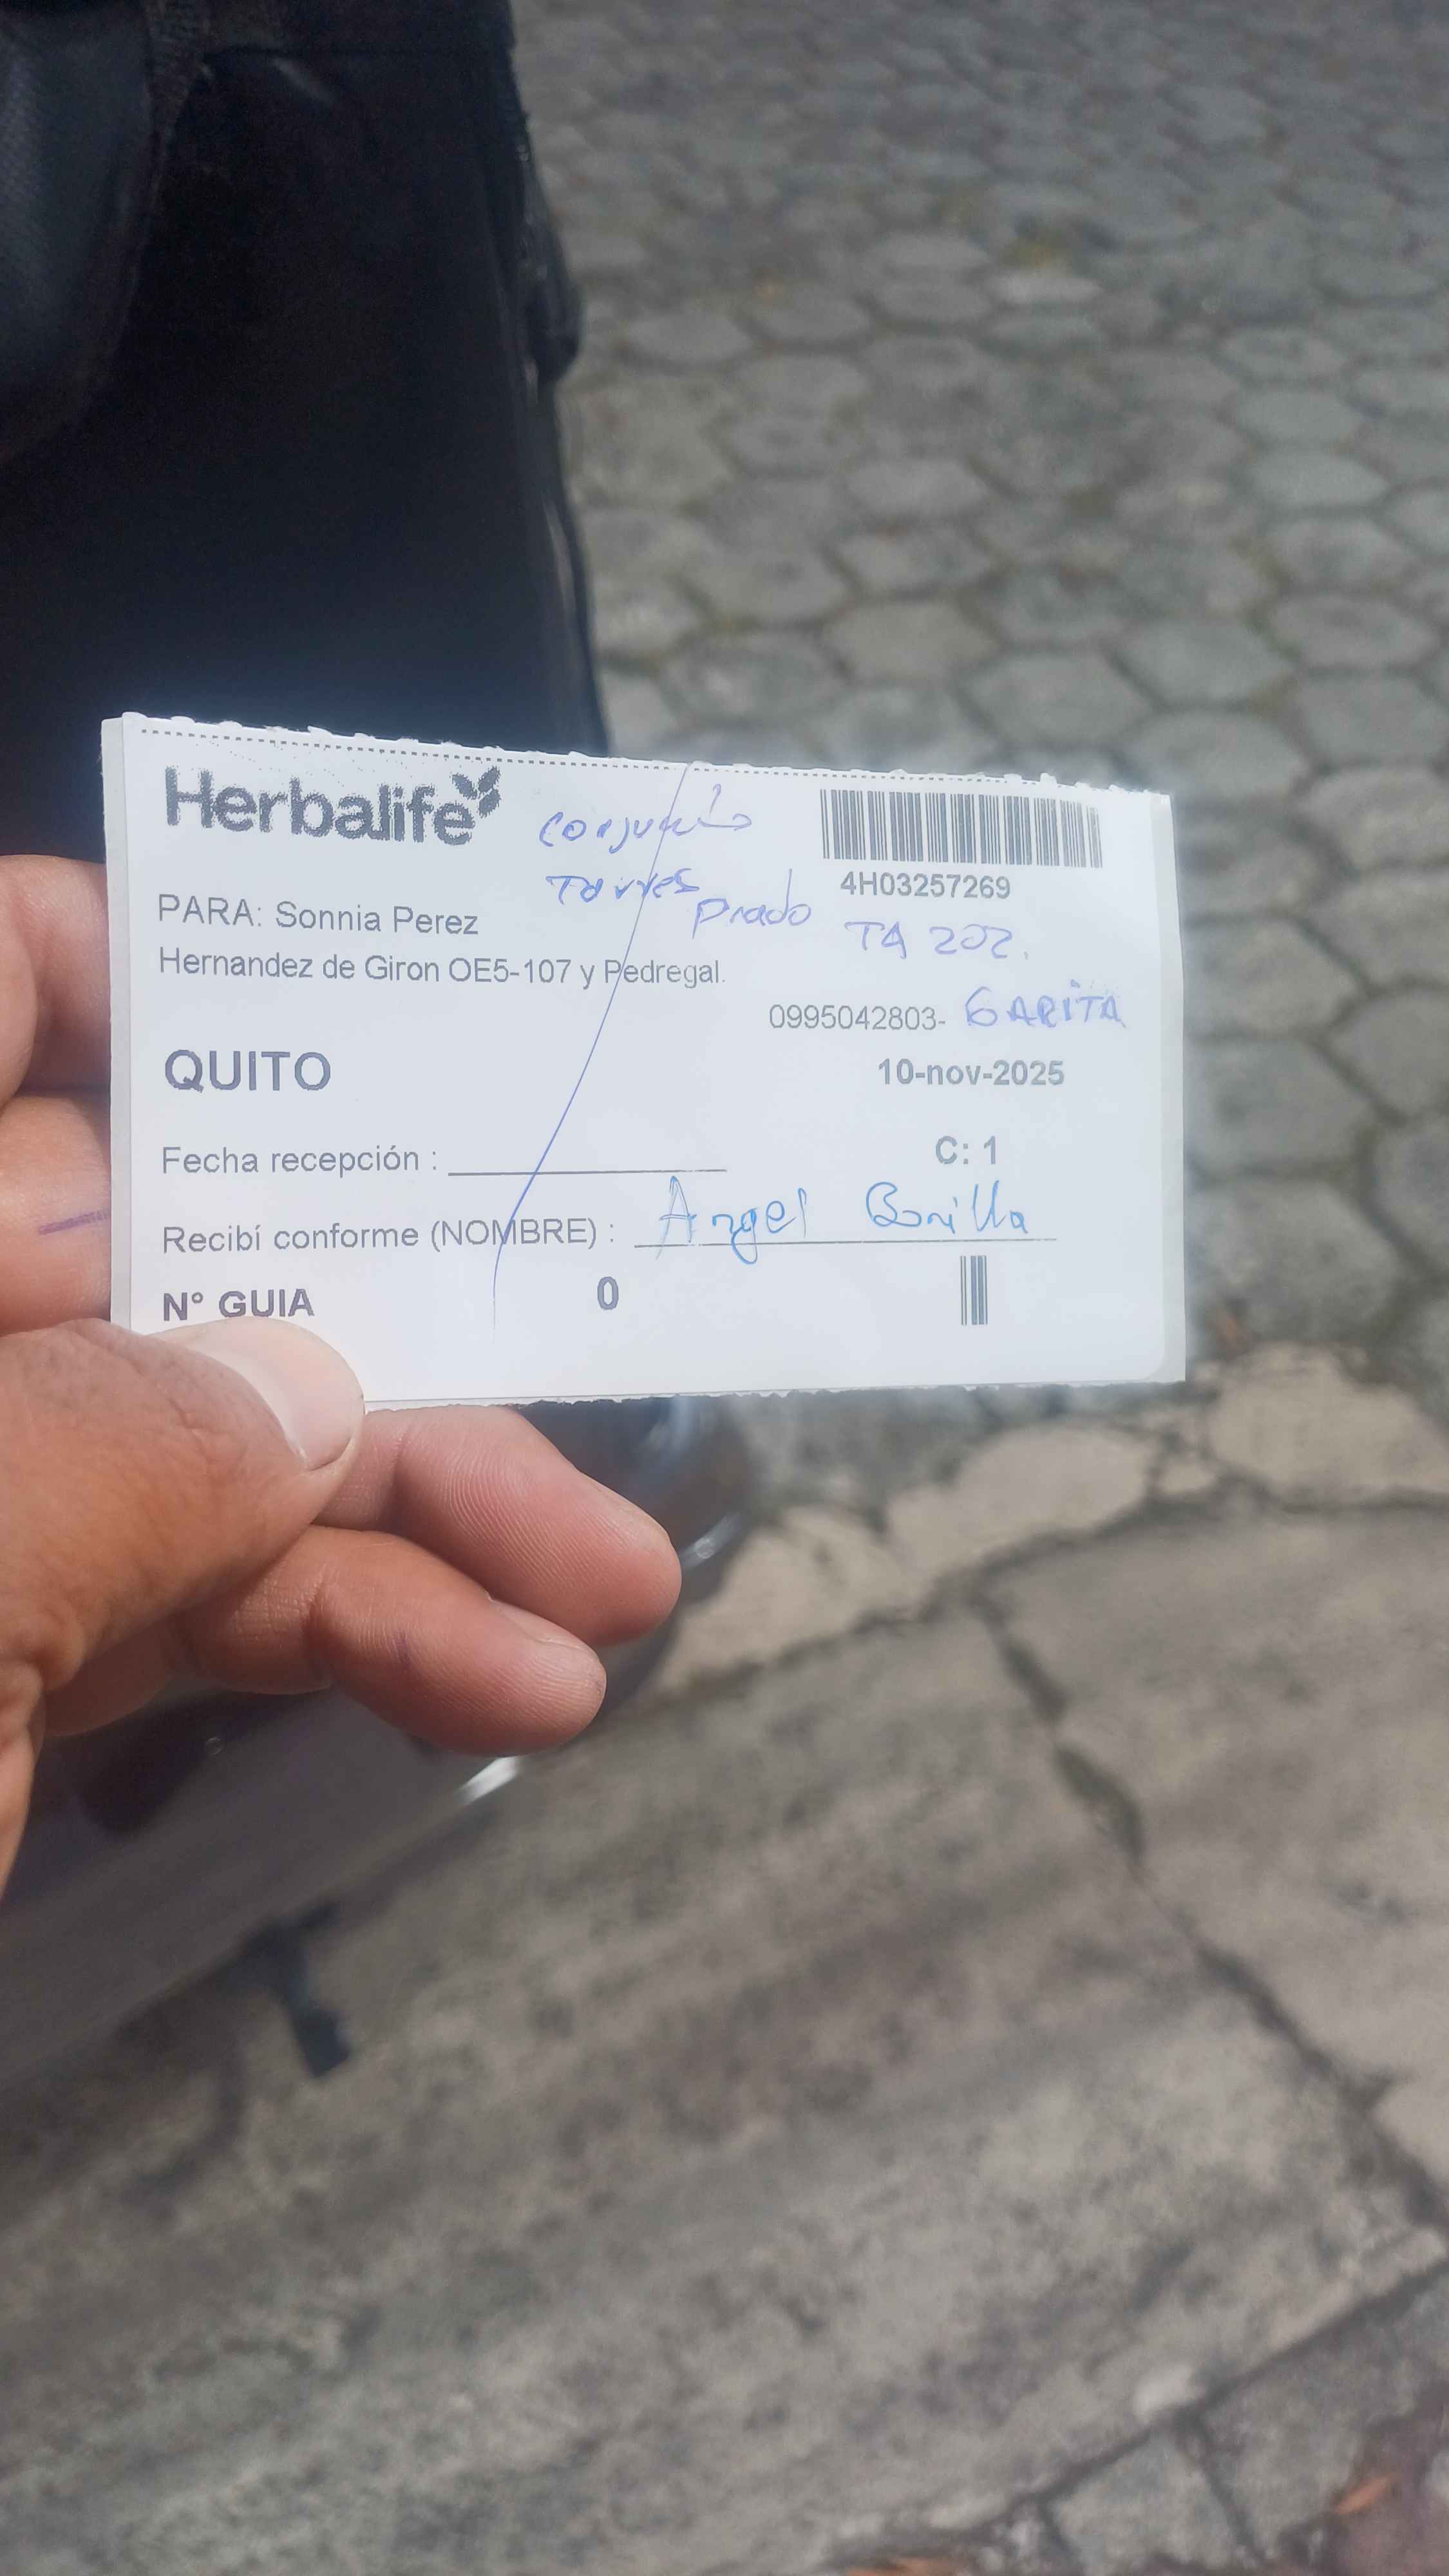 Herbalife
Conjunto
Torres Prado
4H03257269
TA 202.
PARA: Sonnia Perez
Hernandez de Giron OE5-107 y Pedregal.
0995042803- GARITA
QUITO
10-nov-2025
Fecha recepción :
C: 1
Recibí conforme (NOMBRE) : Angel Bonilla
N° GUIA 0